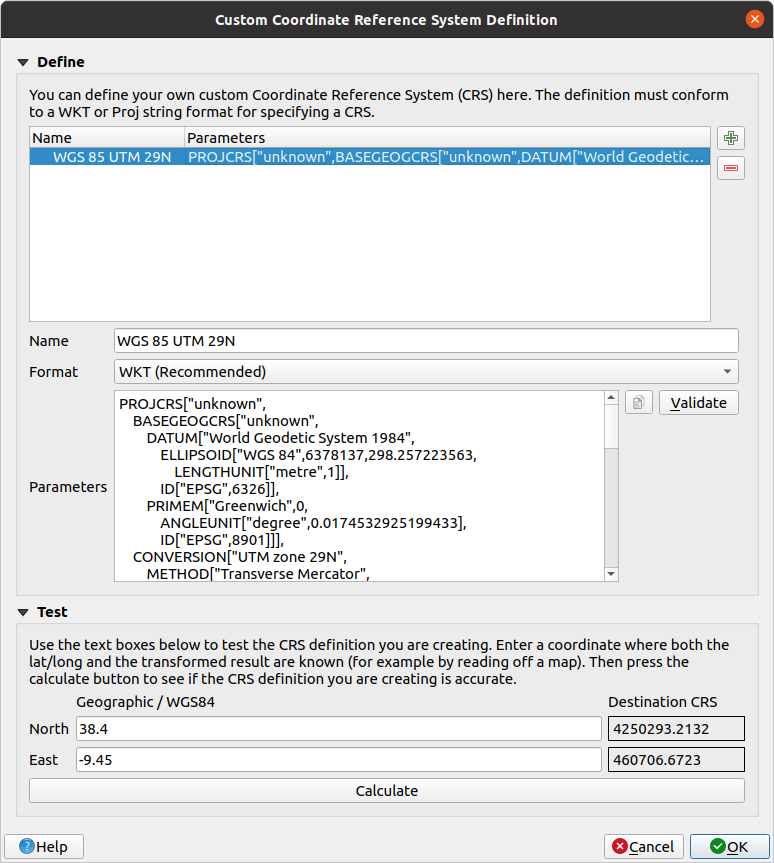 Custom Coordinate Reference System Definition
Define
You can define your own custom Coordinate Reference System (CRS) here. The definition must conform
to a WKT or Proj string format for specifying a CRS.
Name Parameters
WGS 85 UTM 29N PROJCRS["unknown",BASEGEOGCRS["unknown",DATUM["World Geodetic...
Name WGS 85 UTM 29N
Format WKT (Recommended)
Validate
PROJCRS["unknown",
BASEGEOGCRS["unknown",
DATUM["World Geodetic System 1984",
ELLIPSOID["WGS 84",6378137,298.257223563,
LENGTHUNIT["metre",1]],
Parameters ID["EPSG",6326]],
PRIMEM["Greenwich",0,
ANGLEUNIT["degree",0.0174532925199433],
ID["EPSG",8901]]],
CONVERSION["UTM zone 29N",
METHOD["Transverse Mercator",
Test
Use the text boxes below to test the CRS definition you are creating. Enter a coordinate where both the
lat/long and the transformed result are known (for example by reading off a map). Then press the
calculate button to see if the CRS definition you are creating is accurate.
Geographic / WGS84 Destination CRS
North 38.4 4250293.2132
East -9.45 460706.6723
Calculate
Help Cancel OK